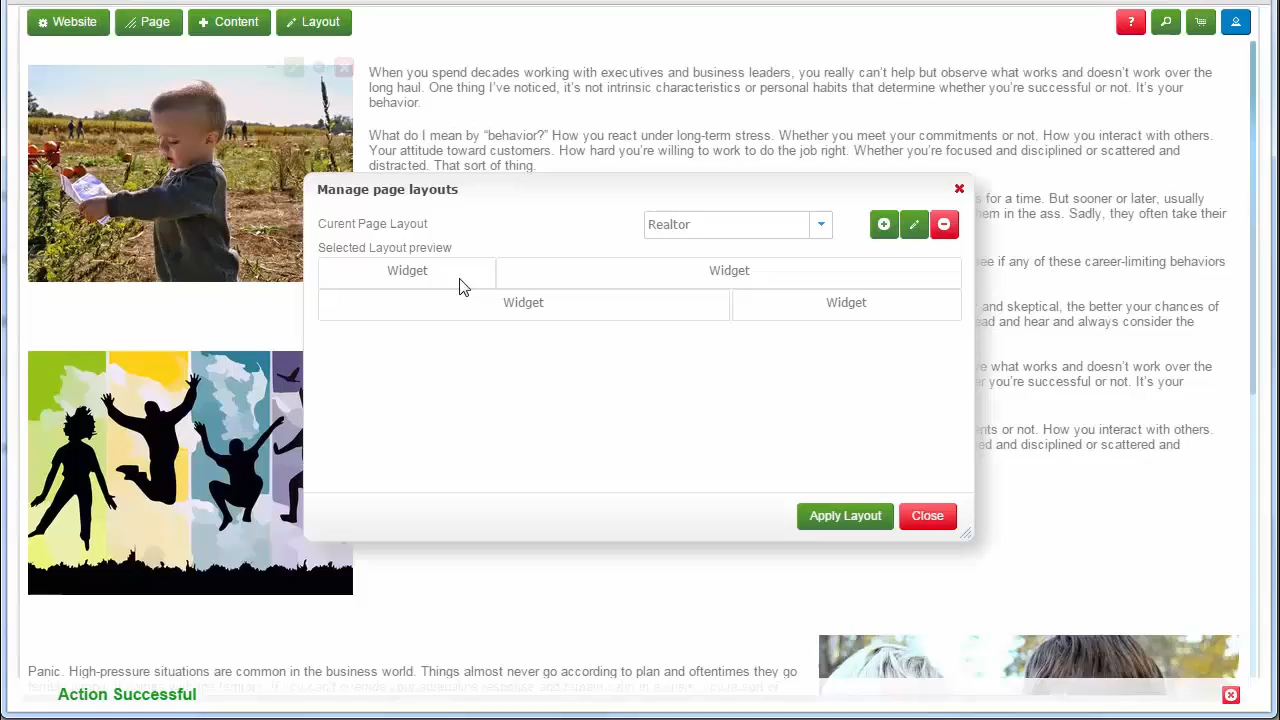 Website Page Content Layout
When you spend decades working with executives and business leaders, you really can't help but observe what works and doesn't work over the
long haul. One thing I've noticed, it's not intrinsic characteristics or personal habits that determine whether you're successful or not. It's your
behavior.
What do I mean by “behavior?” How you react under long-term stress. Whether you meet your commitments or not. How you interact with others.
Your attitude toward customers. How hard you're willing to work to do the job right. Whether you're focused and disciplined or scattered and
distracted. That sort of thing.
Manage page layouts
for a time. But sooner or later, usually
in the ass. Sadly, they often take their
Curent Page Layout
Realtor
Selected Layout preview
if any of these career-limiting behaviors
Widget Widget
Widget Widget
and skeptical, the better your chances of
and hear and always consider the
what works and doesn't work over the
you're successful or not. It's your
or not. How you interact with others.
and disciplined or scattered and
Apply Layout Close
Panic. High-pressure situations are common in the business world. Things almost never go according to plan and oftentimes they go
Action Successful